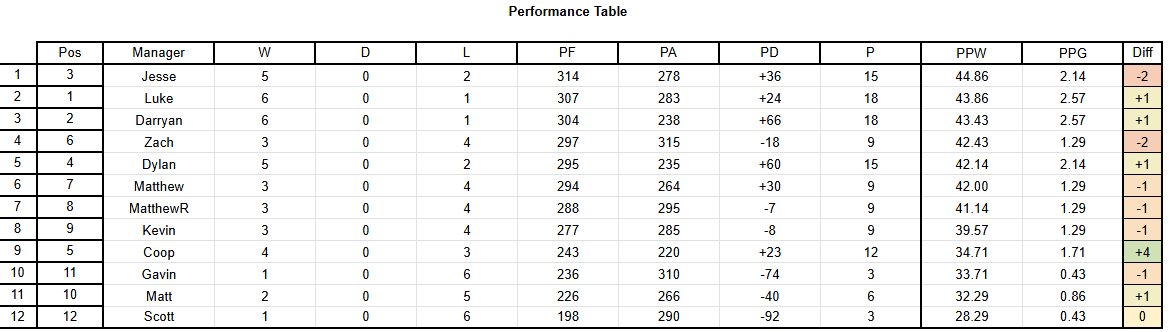 Performance Table
Pos Manager W D L PF PA PD P PPW PPG Diff
1 3 Jesse 5 0 2 314 278 +36 15 44.86 2.14 -2
2 1 Luke 6 0 1 307 283 +24 18 43.86 2.57 +1
3 2 Darryan 6 0 1 304 238 +66 18 43.43 2.57 +1
4 6 Zach 3 0 4 297 315 -18 9 42.43 1.29 -2
5 4 Dylan 5 0 2 295 235 +60 15 42.14 2.14 +1
6 7 Matthew 3 0 4 294 264 +30 9 42.00 1.29 -1
7 8 MatthewR 3 0 4 288 295 -7 9 41.14 1.29 -1
8 9 Kevin 3 0 4 277 285 -8 9 39.57 1.29 -1
9 5 Coop 4 0 3 243 220 +23 12 34.71 1.71 +4
10 11 Gavin 1 0 6 236 310 -74 3 33.71 0.43 -1
11 10 Matt 2 0 5 226 266 -40 6 32.29 0.86 +1
12 12 Scott 1 0 6 198 290 -92 3 28.29 0.43 0